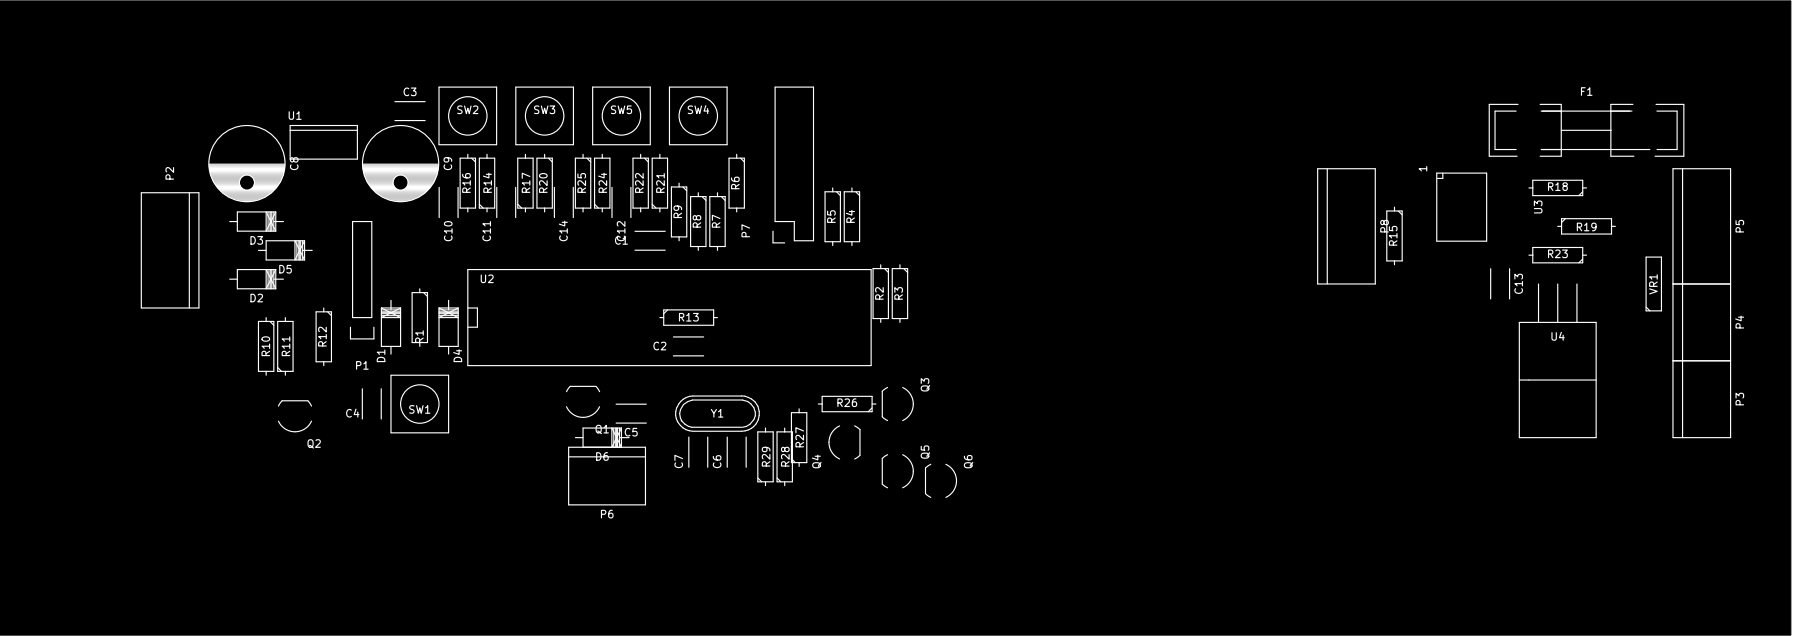 F1
C3
SW2
SW3
SW5
SW4
U1
C8
C9
P2
1
R16
R14
R17
R20
R25
R24
R22
R21
R6
R18
U3
R9
R8
R7
R5
R4
P7
P8
R15
R19
P5
C10
C11
C14
C12
C1
D3
D5
D2
R23
U2
C13
VR1
R2
R3
R13
C2
R10
R11
R12
R1
D1
D4
U4
P4
P1
C4
SW1
Q3
P3
Q2
Q1
C5
Y1
R26
D6
C7
C6
R29
R28
R27
Q4
Q5
Q6
P6